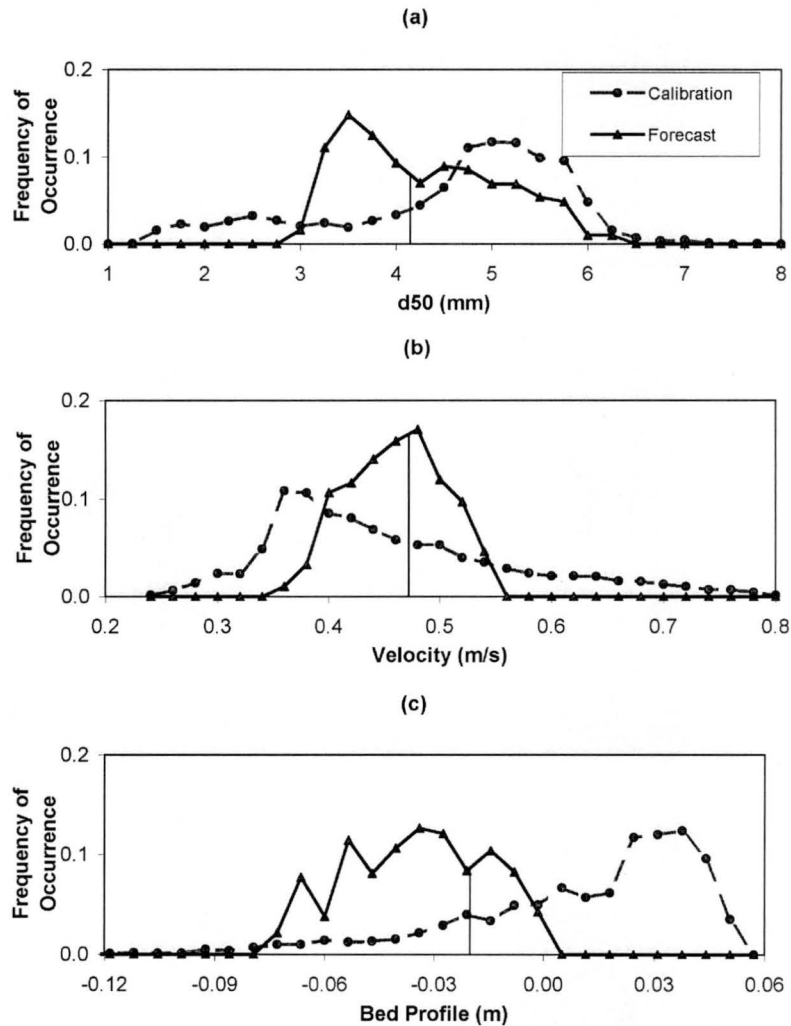 (a)
0.2
0.1
0.0
Frequency of
Occurrence
Calibration
Forecast
1 2 3 4 5 6 7 8
d50 (mm)
(b)
0.2
0.1
0.0
Frequency of
Occurrence
0.2 0.3 0.4 0.5 0.6 0.7 0.8
Velocity (m/s)
(c)
0.2
0.1
0.0
Frequency of
Occurrence
-0.12 -0.09 -0.06 -0.03 0.00 0.03 0.06
Bed Profile (m)